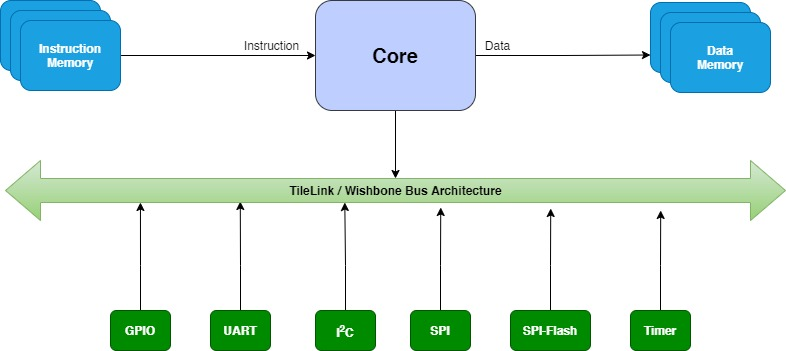 Instruction
Memory
Instruction
Core
Data
Data
Memory
TileLink / Wishbone Bus Architecture
GPIO
UART
I²C
SPI
SPI-Flash
Timer